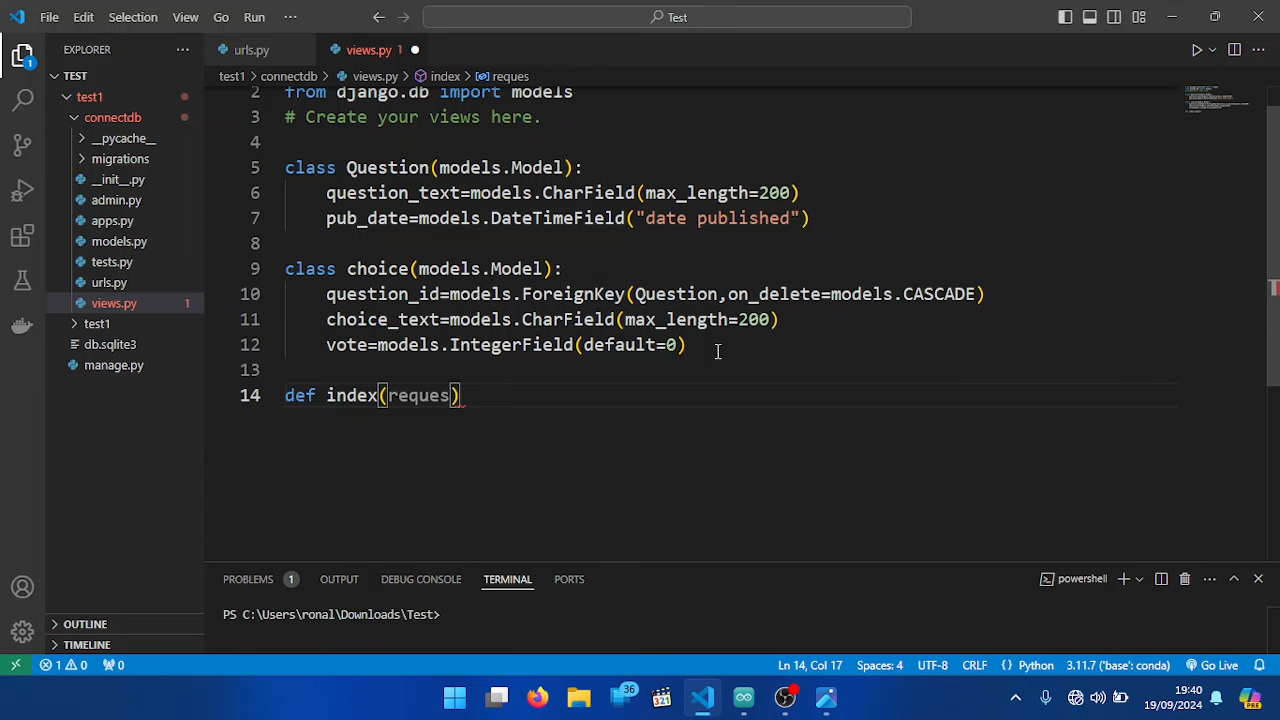 File Edit Selection View Go Run ··· Test
EXPLORER ··· urls.py views.py 1
TEST
test1 > connectdb > views.py > index > reques
test1
connectdb
__pycache__
migrations
__init__.py
admin.py
apps.py
models.py
tests.py
urls.py
views.py 1
test1
db.sqlite3
manage.py
OUTLINE
TIMELINE
2 from django.db import models
3 # Create your views here.
4
5 class Question(models.Model):
6 question_text=models.CharField(max_length=200)
7 pub_date=models.DateTimeField("date published")
8
9 class choice(models.Model):
10 question_id=models.ForeignKey(Question,on_delete=models.CASCADE)
11 choice_text=models.CharField(max_length=200)
12 vote=models.IntegerField(default=0)
13
14 def index(reques)
PROBLEMS 1 OUTPUT DEBUG CONSOLE TERMINAL PORTS powershell ···
PS C:\Users\ronal\Downloads\Test>
1 0 0 Ln 14, Col 17 Spaces: 4 UTF-8 CRLF { } Python 3.11.7 ('base': conda) Go Live
36 321 19:40
19/09/2024 PRE
1